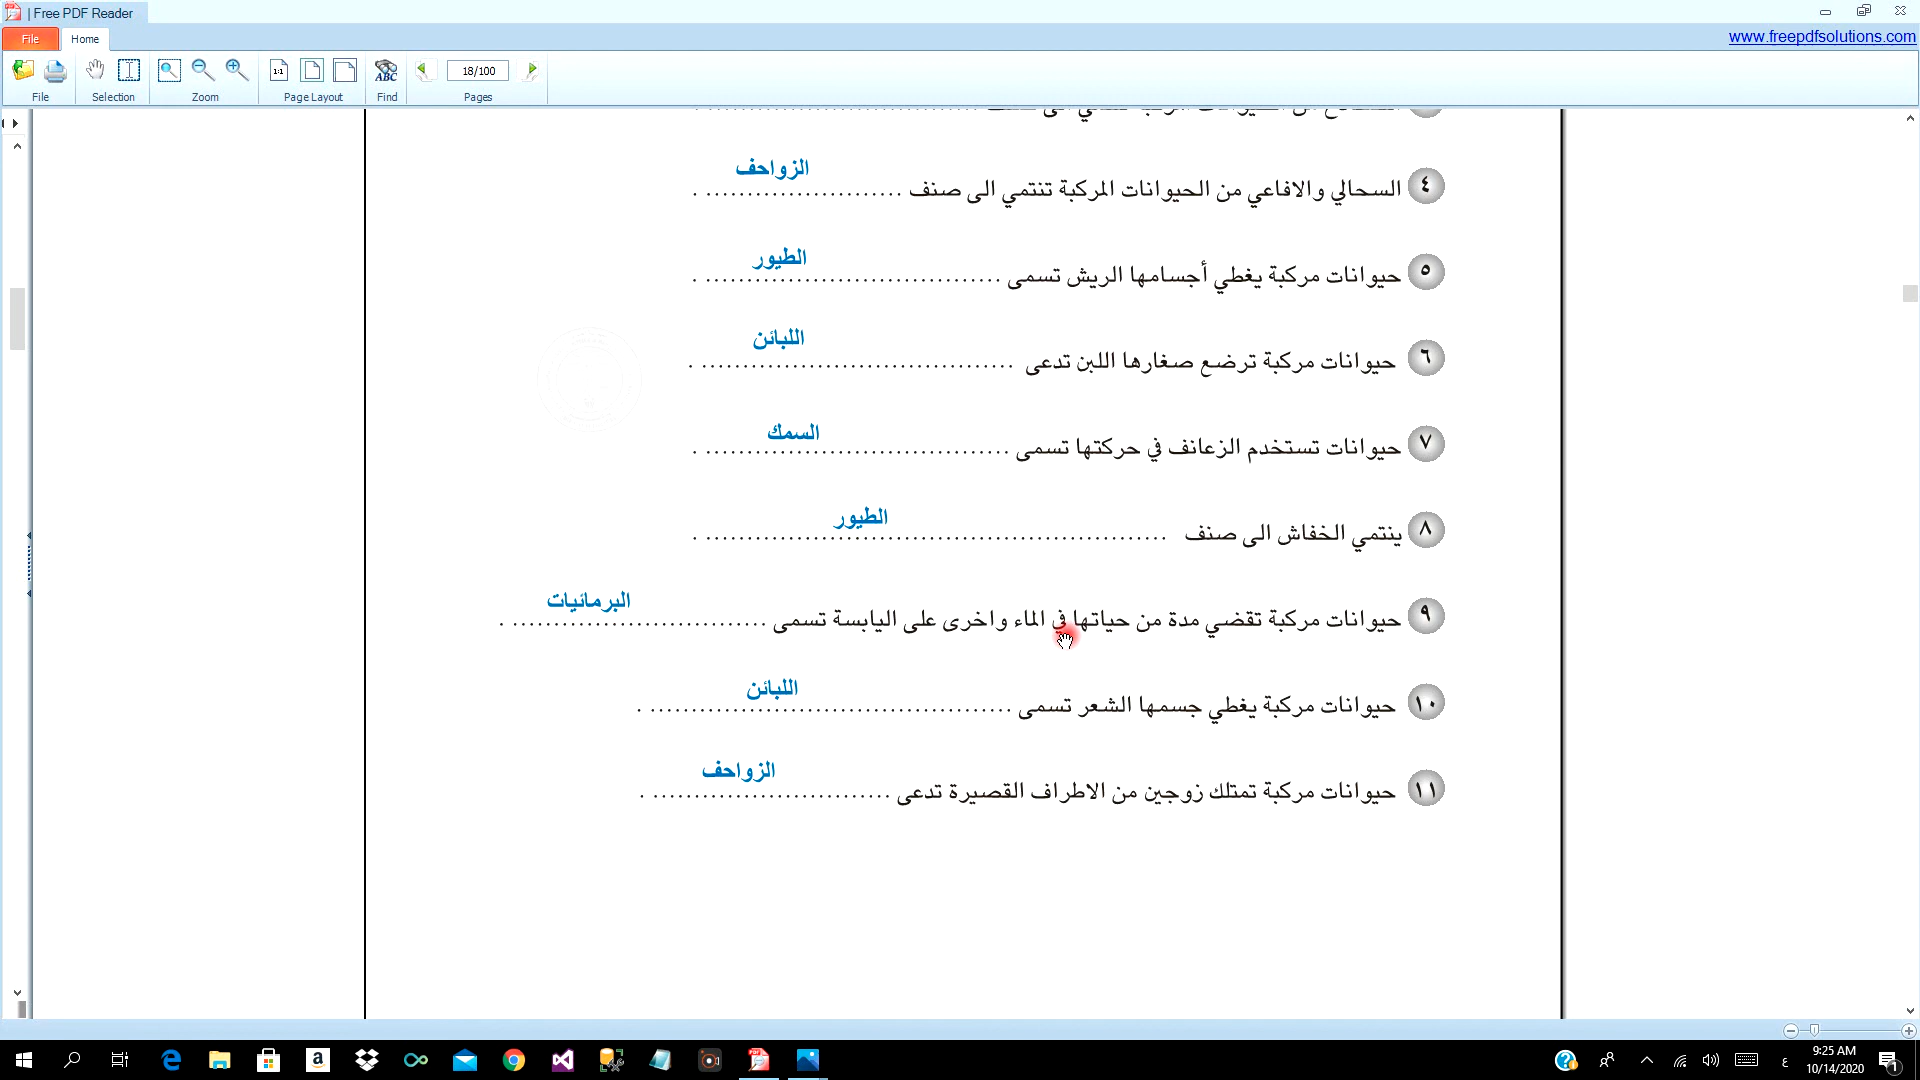 | Free PDF Reader
File
Home
www.freepdfsolutions.com
1:1
ABC
18/100
File
Selection
Zoom
Page Layout
Find
Pages
الزواحف
٤ السحالي والافاعي من الحيوانات المركبة تنتمي الى صنف ........................ .
الطيور
٥ حيوانات مركبة يغطي أجسامها الريش تسمى .................................... .
اللبائن
٦ حيوانات مركبة ترضع صغارها اللبن تدعى ...................................... .
السمك
٧ حيوانات تستخدم الزعانف في حركتها تسمى ..................................... .
الطيور
٨ ينتمي الخفاش الى صنف ........................................................ .
البرمائيات
٩ حيوانات مركبة تقضي مدة من حياتها في الماء واخرى على اليابسة تسمى ............................... .
اللبائن
١٠ حيوانات مركبة يغطي جسمها الشعر تسمى ............................................ .
الزواحف
١١ حيوانات مركبة تمتلك زوجين من الاطراف القصيرة تدعى ............................. .
ع
9:25 AM
10/14/2020
1